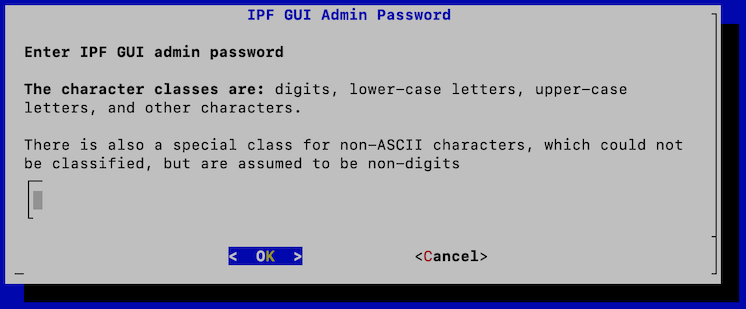 IPF GUI Admin Password
Enter IPF GUI admin password
The character classes are: digits, lower-case letters, upper-case
letters, and other characters.
There is also a special class for non-ASCII characters, which could not
be classified, but are assumed to be non-digits
< OK > <Cancel>